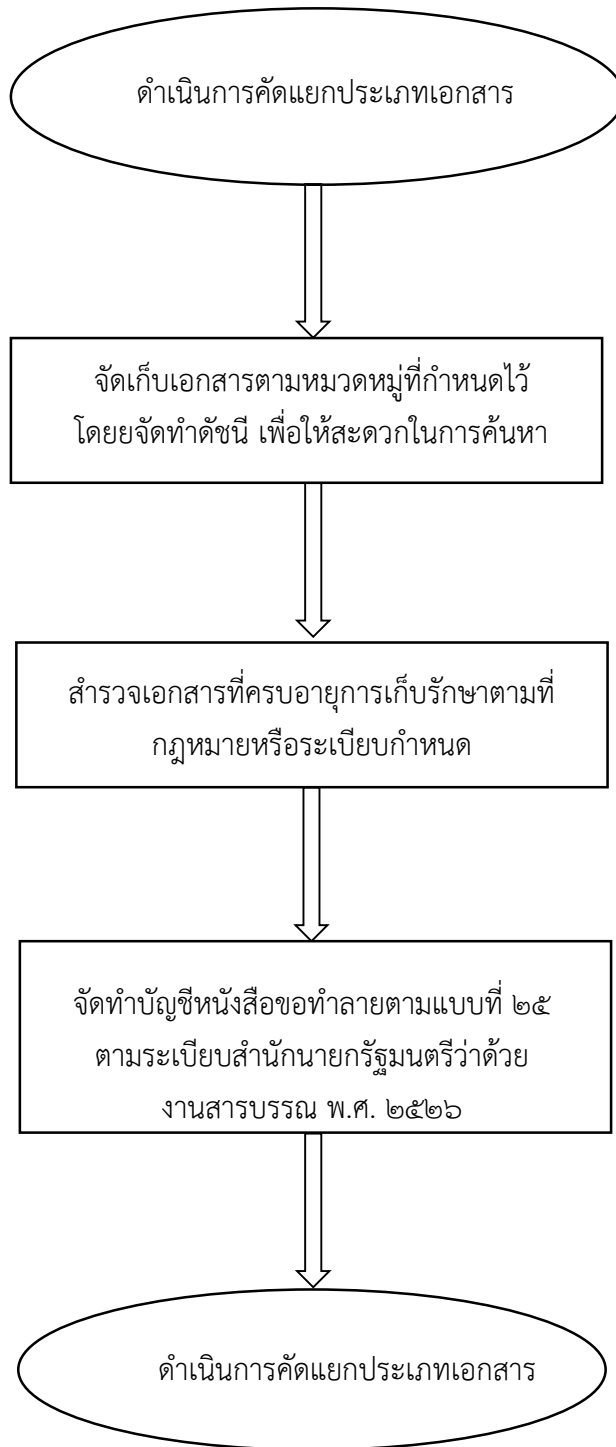 ดำเนินการคัดแยกประเภทเอกสาร
จัดเก็บเอกสารตามหมวดหมู่ที่กำหนดไว้
โดยยจัดทำดัชนี เพื่อให้สะดวกในการค้นหา
สำรวจเอกสารที่ครบอายุการเก็บรักษาตามที่
กฎหมายหรือระเบียบกำหนด
จัดทำบัญชีหนังสือขอทำลายตามแบบที่ ๒๕
ตามระเบียบสำนักนายกรัฐมนตรีว่าด้วย
งานสารบรรณ พ.ศ. ๒๕๒๖
ดำเนินการคัดแยกประเภทเอกสาร